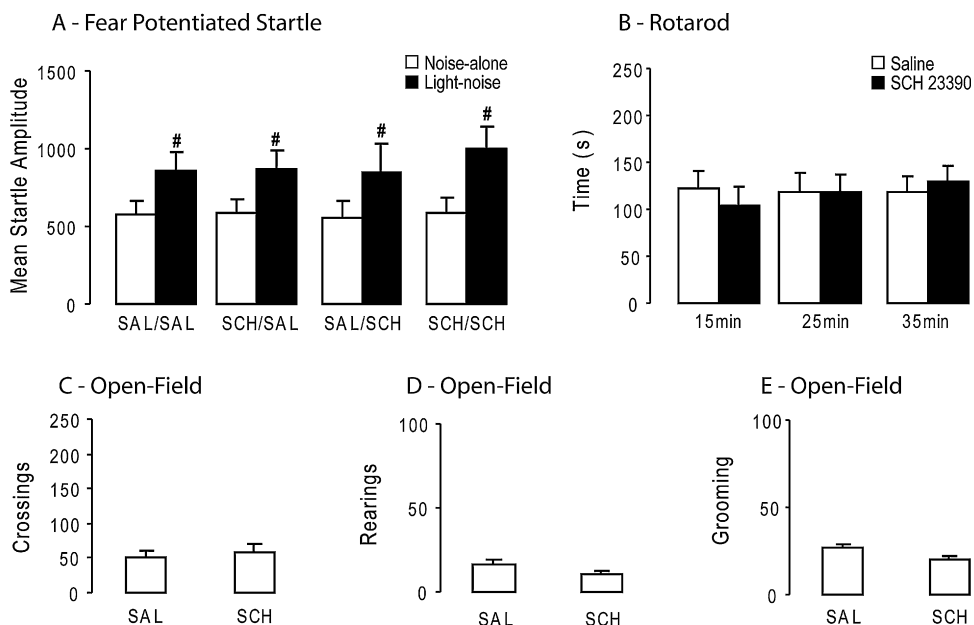 A - Fear Potentiated Startle
Noise-alone
Light-noise
Mean Startle Amplitude
1500
1000
500
0
# # # #
SAL/SAL SCH/SAL SAL/SCH SCH/SCH
B - Rotarod
Saline
SCH 23390
Time (s)
250
200
150
100
50
0
15min 25min 35min
C - Open-Field
Crossings
250
200
150
100
50
0
SAL SCH
D - Open-Field
Rearings
100
50
0
SAL SCH
E - Open-Field
Grooming
100
50
0
SAL SCH